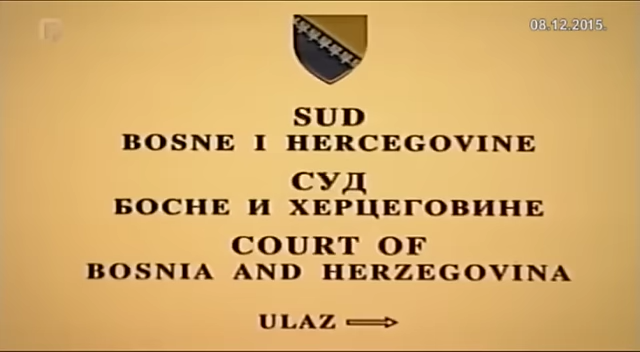 08.12.2015.
SUD
BOSNE I HERCEGOVINE
СУД
БОСНЕ И ХЕРЦЕГОВИНЕ
COURT OF
BOSNIA AND HERZEGOVINA
ULAZ